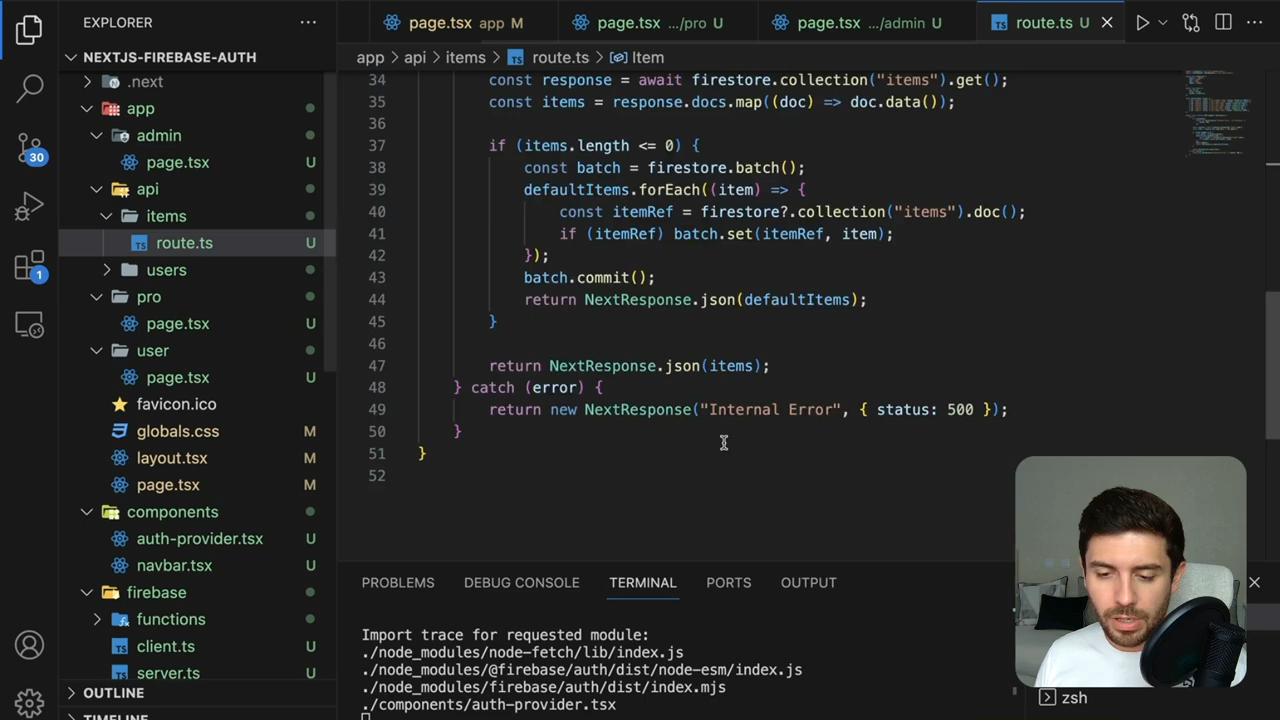 EXPLORER
NEXTJS-FIREBASE-AUTH
.next
app
admin
page.tsx U
api
items
route.ts U
users
pro
page.tsx U
user
page.tsx U
favicon.ico
globals.css M
layout.tsx M
page.tsx M
components
auth-provider.tsx U
navbar.tsx U
firebase
functions
client.ts U
server.ts U
OUTLINE
TIMELINE
30
1
page.tsx app M
page.tsx .../pro U
page.tsx .../admin U
route.ts U
app > api > items > route.ts > Item
34 const response = await firestore.collection("items").get();
35 const items = response.docs.map((doc) => doc.data());
36
37 if (items.length <= 0) {
38 const batch = firestore.batch();
39 defaultItems.forEach((item) => {
40 const itemRef = firestore?.collection("items").doc();
41 if (itemRef) batch.set(itemRef, item);
42 });
43 batch.commit();
44 return NextResponse.json(defaultItems);
45 }
46
47 return NextResponse.json(items);
48 } catch (error) {
49 return new NextResponse("Internal Error", { status: 500 });
50 }
51 }
52
PROBLEMS DEBUG CONSOLE TERMINAL PORTS OUTPUT
Import trace for requested module:
./node_modules/node-fetch/lib/index.js
./node_modules/@firebase/auth/dist/node-esm/index.js
./node_modules/firebase/auth/dist/index.mjs
./components/auth-provider.tsx
zsh